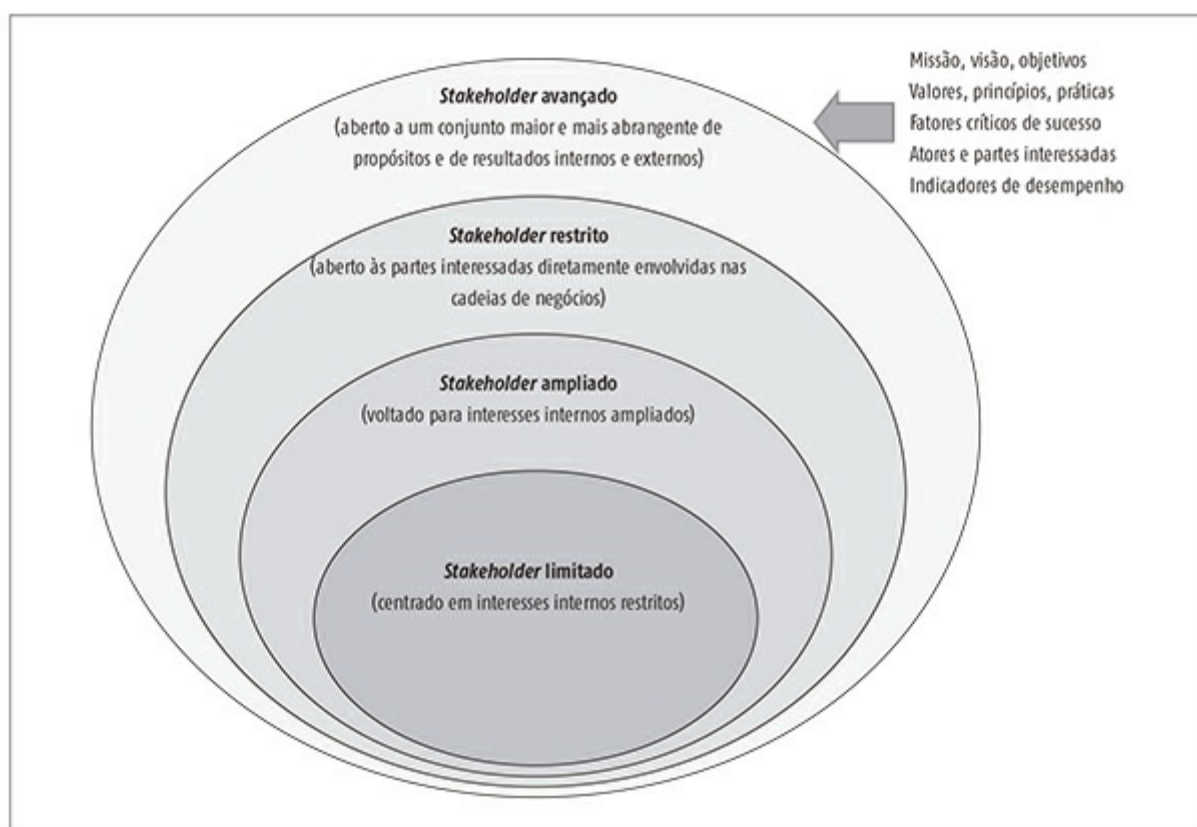 Missão, visão, objetivos
Valores, princípios, práticas
Fatores críticos de sucesso
Atores e partes interessadas
Indicadores de desempenho
Stakeholder avançado
(aberto a um conjunto maior e mais abrangente de
propósitos e de resultados internos e externos)
Stakeholder restrito
(aberto às partes interessadas diretamente envolvidas nas
cadeias de negócios)
Stakeholder ampliado
(voltado para interesses internos ampliados)
Stakeholder limitado
(centrado em interesses internos restritos)